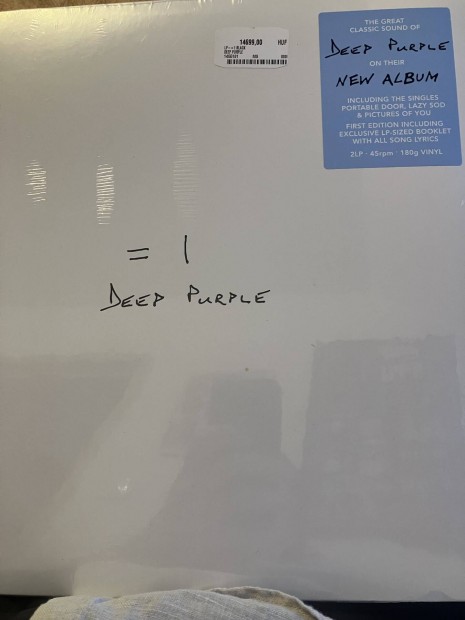 14699,00 HUF
DEEP PURPLE
THE GREAT
CLASSIC SOUND OF
DEEP PURPLE
ON THEIR
NEW ALBUM
INCLUDING THE SINGLES
PORTABLE DOOR, LAZY SOD
& PICTURES OF YOU
FIRST EDITION INCLUDING
EXCLUSIVE LP-SIZED BOOKLET
WITH ALL SONG LYRICS
2LP · 45rpm · 180g VINYL
= 1
DEEP PURPLE